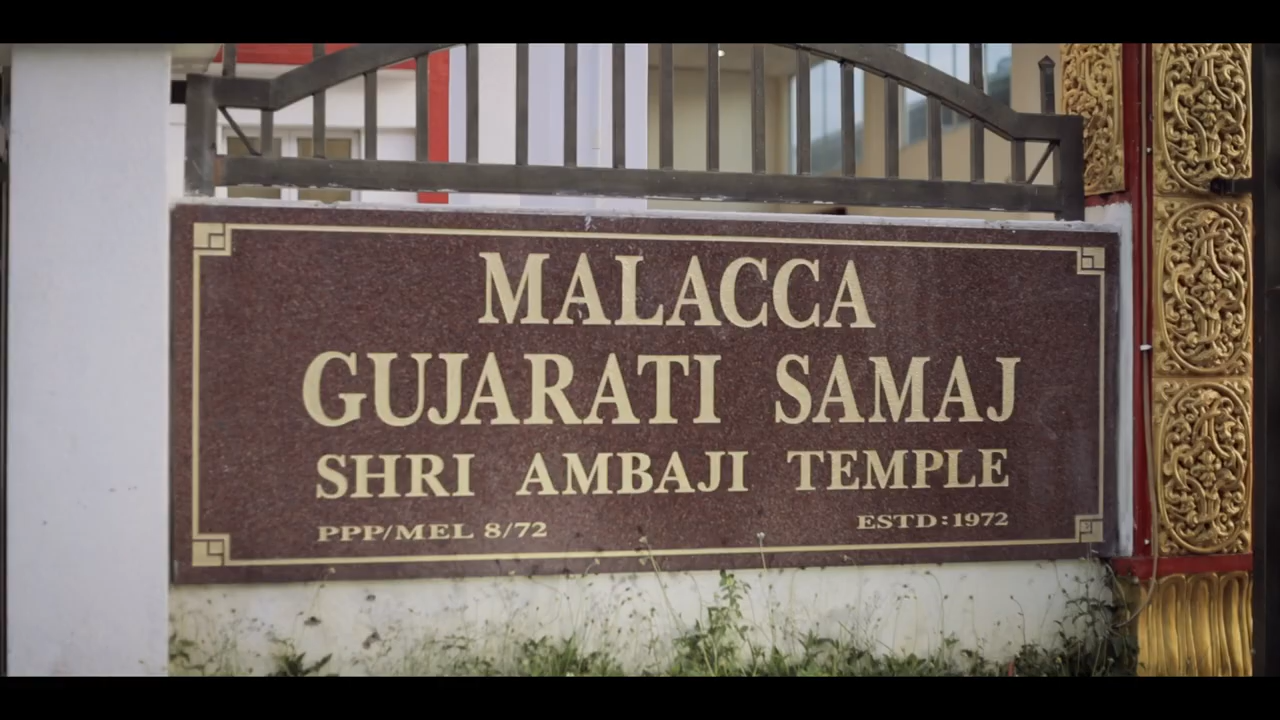 MALACCA
GUJARATI SAMAJ
SHRI AMBAJI TEMPLE
PPP/MEL 8/72 ESTD:1972